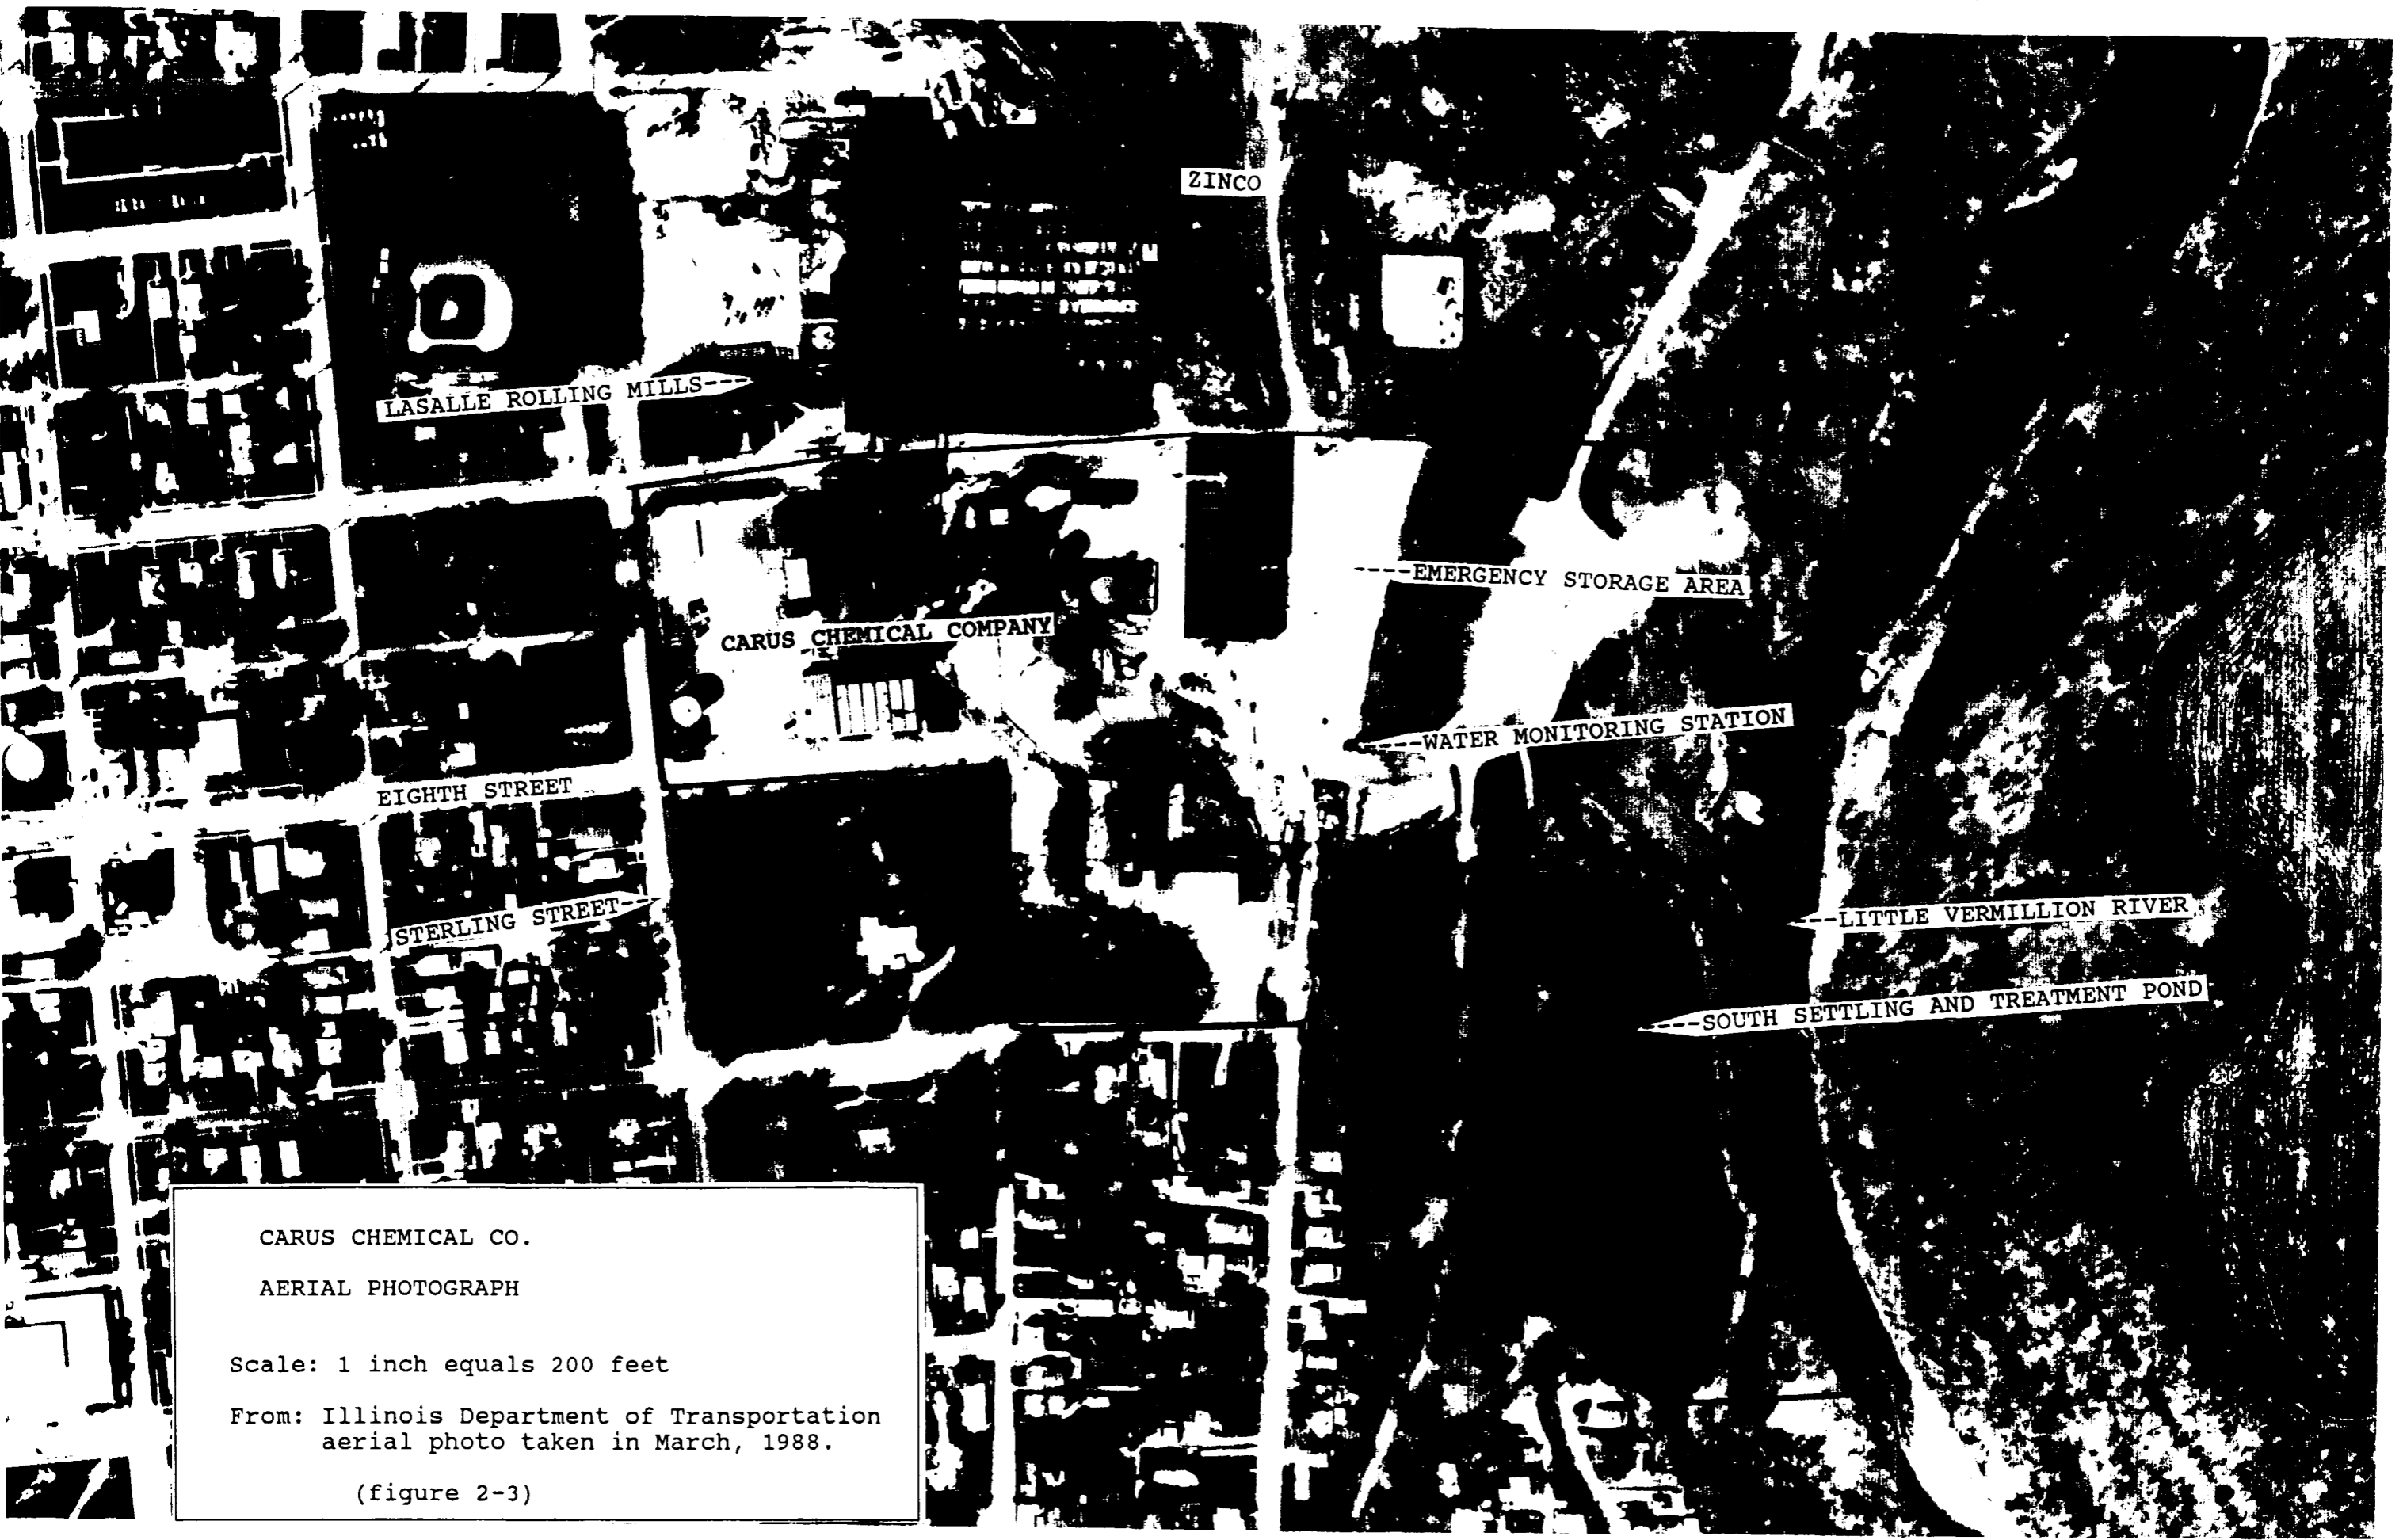 ZINCO
LASALLE ROLLING MILLS---
----EMERGENCY STORAGE AREA
CARUS CHEMICAL COMPANY
----WATER MONITORING STATION
EIGHTH STREET
STERLING STREET--
---LITTLE VERMILLION RIVER
---SOUTH SETTLING AND TREATMENT POND
CARUS CHEMICAL CO.
AERIAL PHOTOGRAPH
Scale: 1 inch equals 200 feet
From: Illinois Department of Transportation
aerial photo taken in March, 1988.
(figure 2-3)